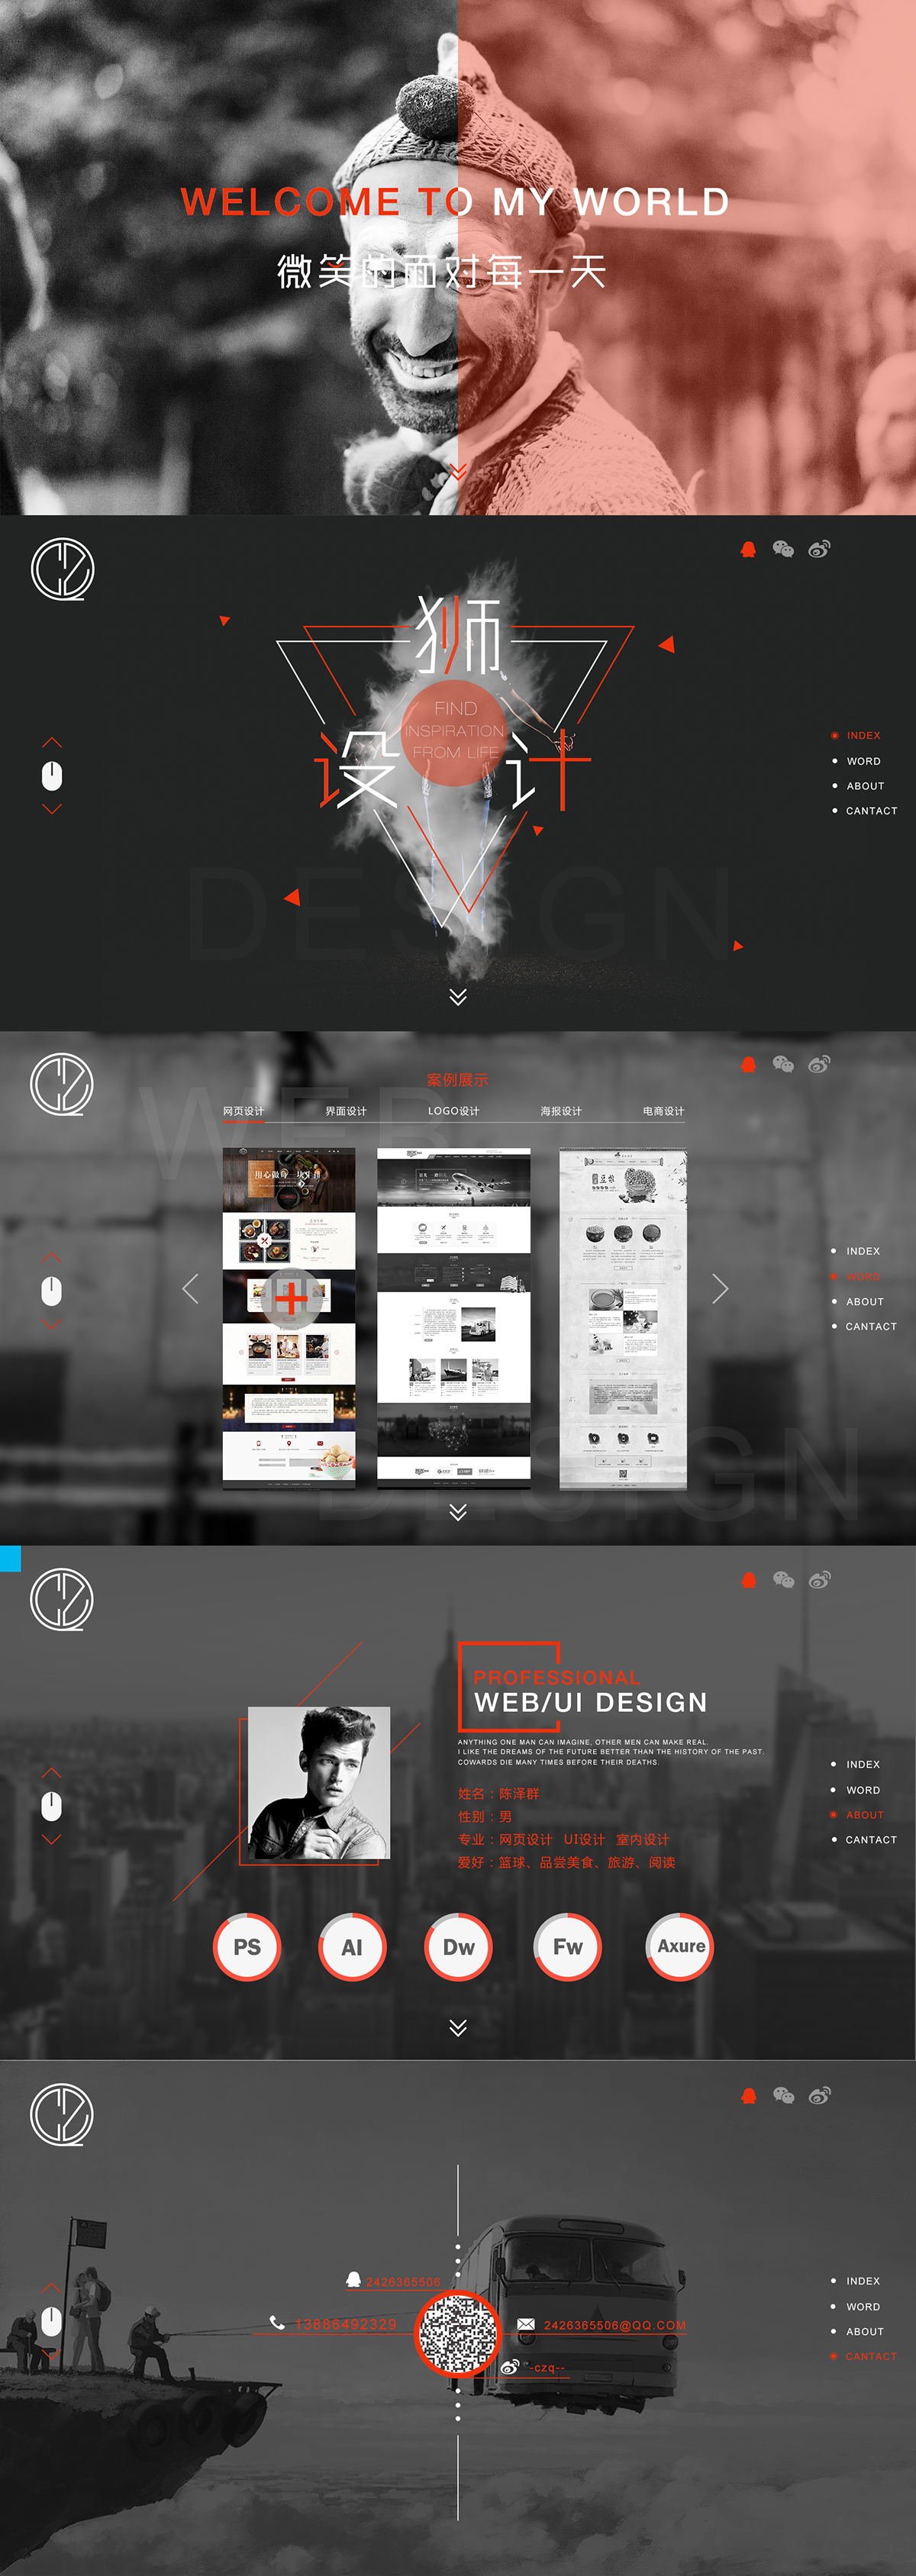 WELCOME TO MY WORLD
微笑的面对每一天
狮
FIND
INSPIRATION
FROM LIFE
设计
INDEX
WORD
ABOUT
CANTACT
DESIGN
案例展示
WEB
网页设计 界面设计 LOGO设计 海报设计 电商设计
INDEX
WORD
ABOUT
CANTACT
DESIGN
PROFESSIONAL
WEB/UI DESIGN
ANYTHING ONE MAN CAN IMAGINE, OTHER MEN CAN MAKE REAL.
I LIKE THE DREAMS OF THE FUTURE BETTER THAN THE HISTORY OF THE PAST.
COWARDS DIE MANY TIMES BEFORE THEIR DEATHS.
姓名：陈泽群
性别：男
专业：网页设计 UI设计 室内设计
爱好：篮球、品尝美食、旅游、阅读
INDEX
WORD
ABOUT
CANTACT
PS AI Dw Fw Axure
2426365506
13886492329
2426365506@QQ.COM
-czq--
INDEX
WORD
ABOUT
CANTACT